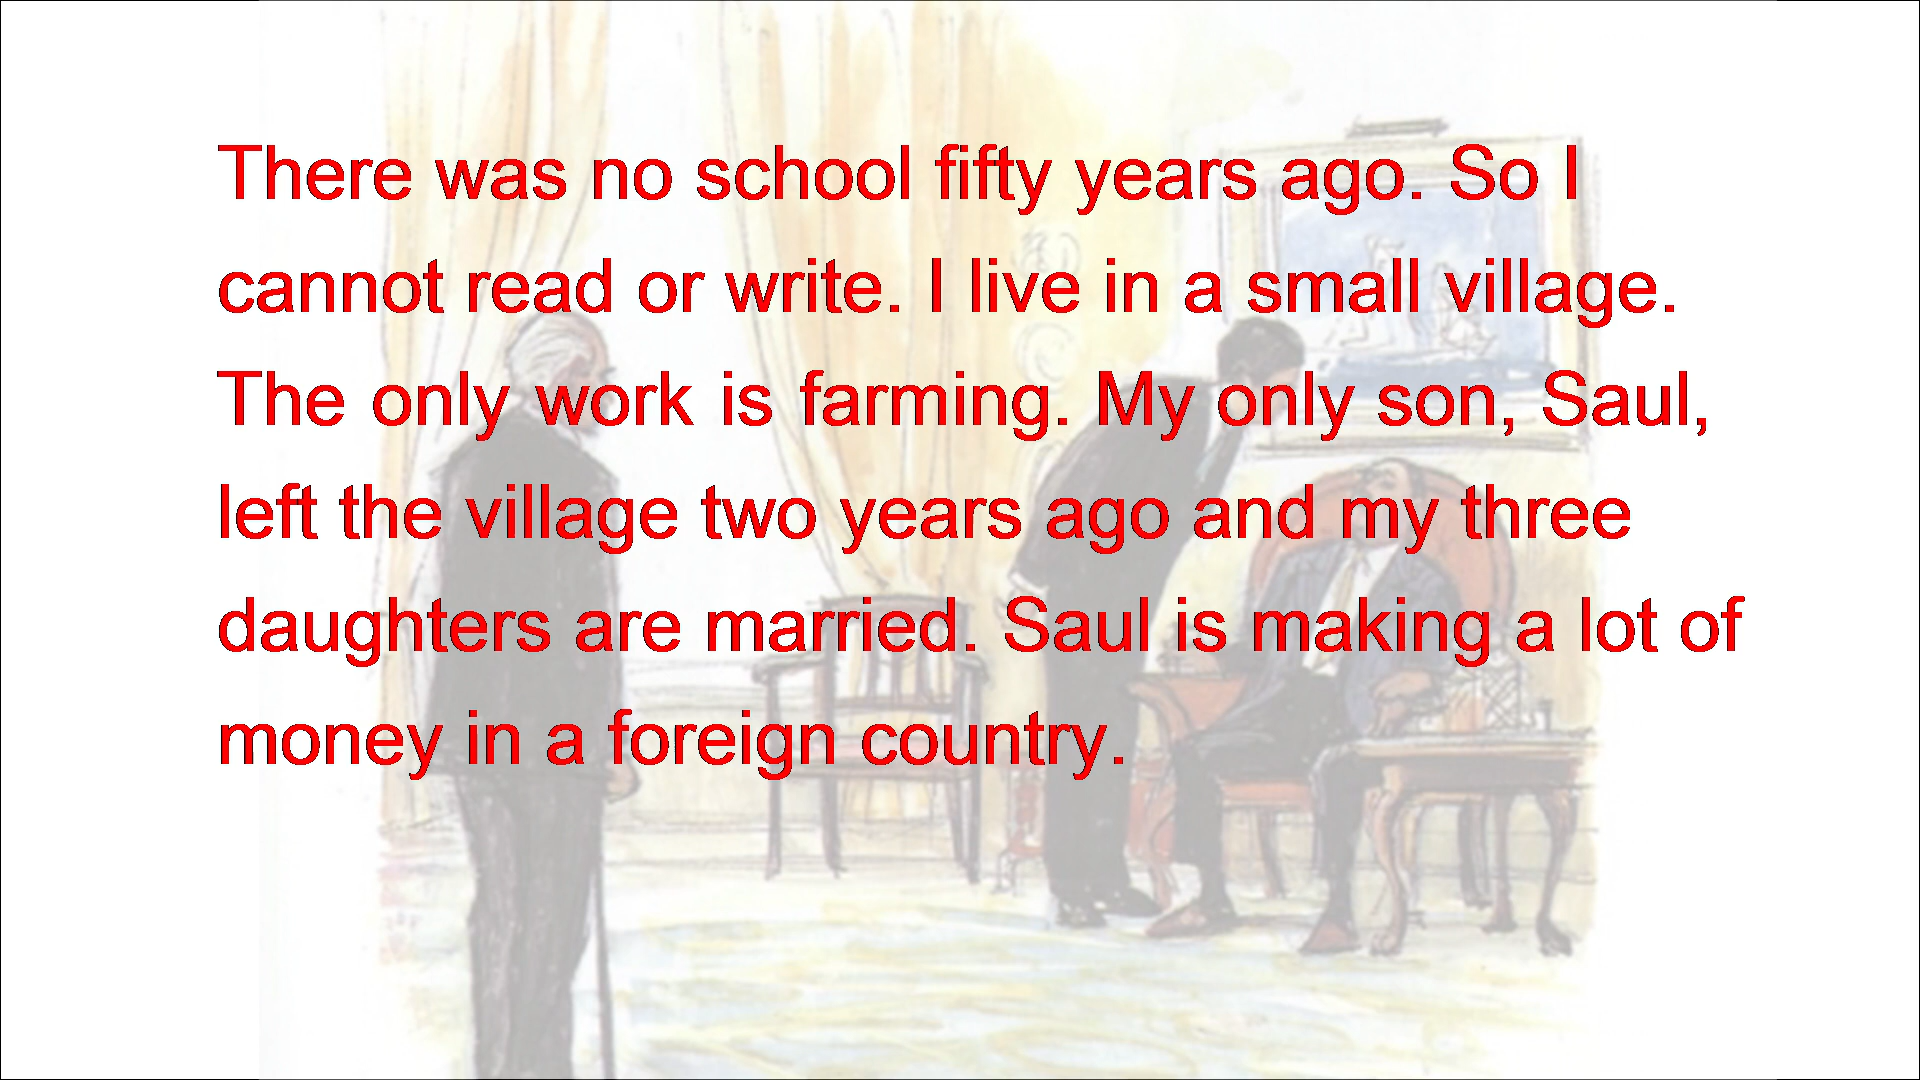 There was no school fifty years ago. So I
cannot read or write. I live in a small village.
The only work is farming. My only son, Saul,
left the village two years ago and my three
daughters are married. Saul is making a lot of
money in a foreign country.